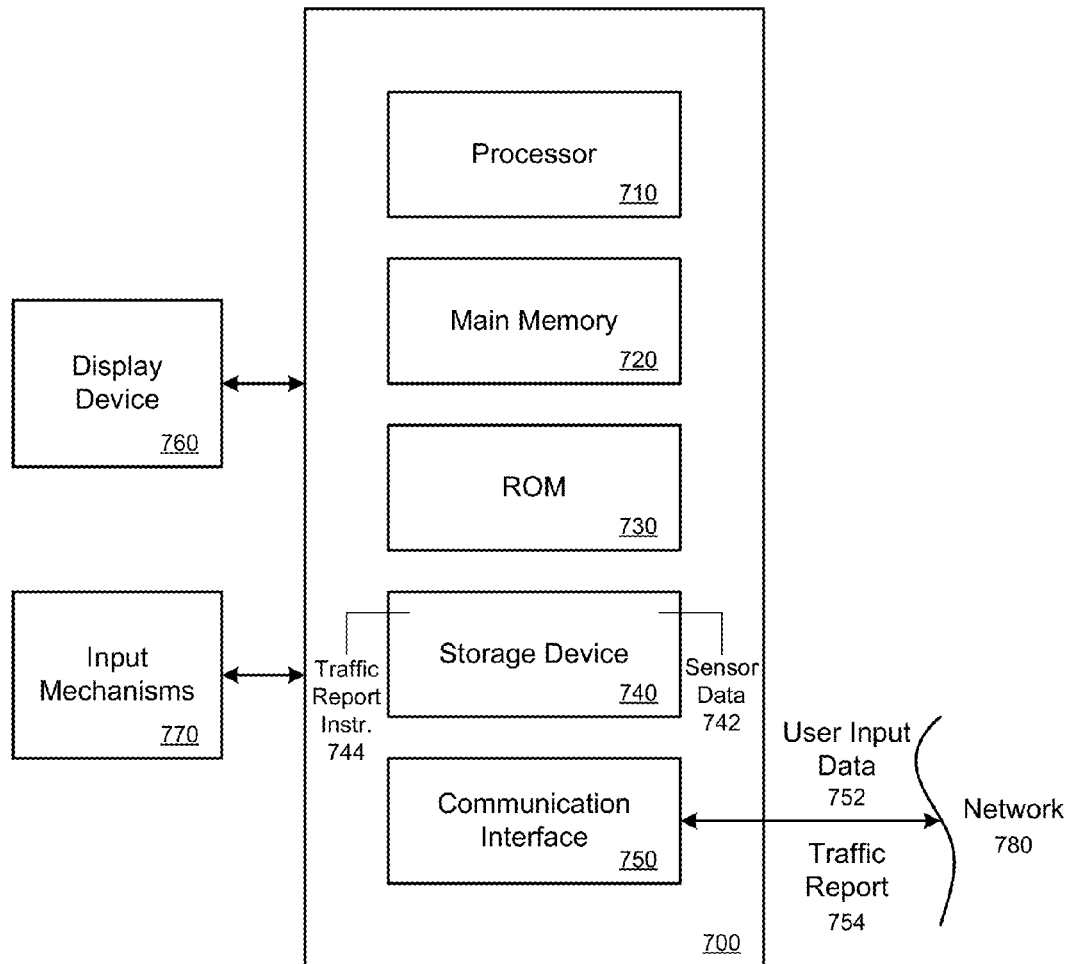 Processor
710
Main Memory
720
Display
Device
760
ROM
730
Input
Mechanisms
770
Traffic
Report
Instr.
744
Storage Device
740
Sensor
Data
742
User Input
Data
752
Communication
Interface
750
Network
780
Traffic
Report
754
700